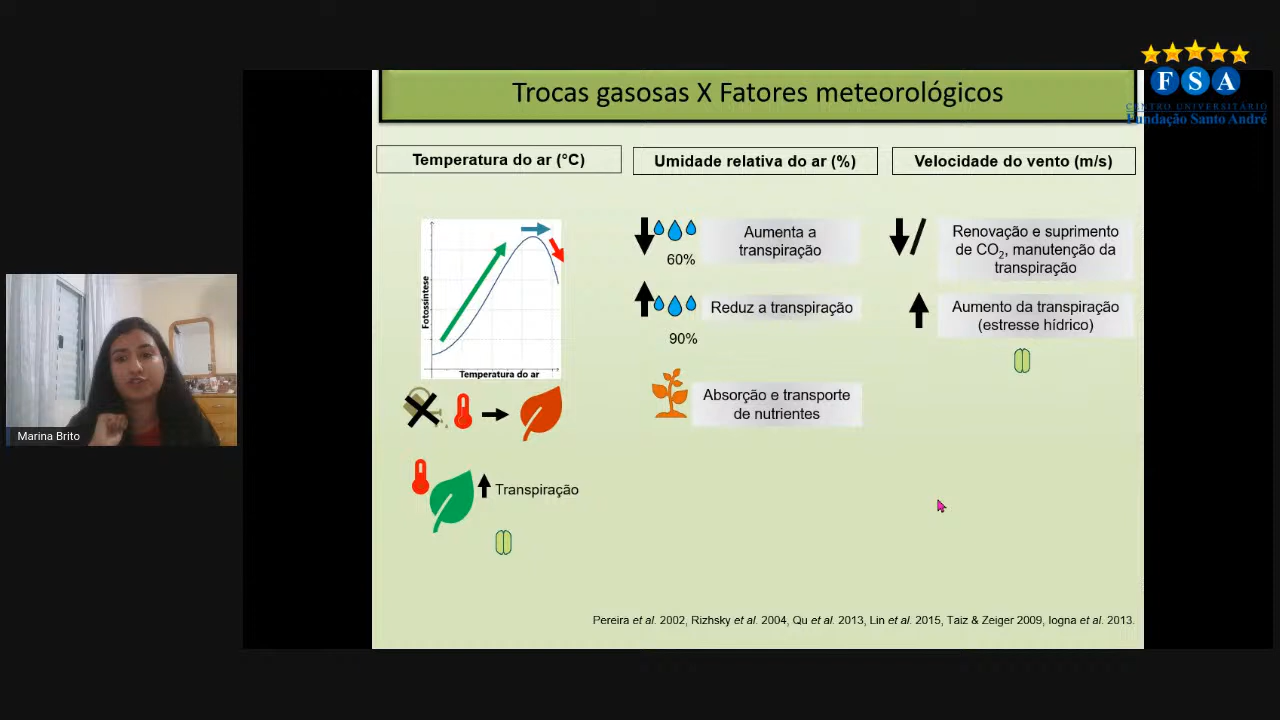 Trocas gasosas X Fatores meteorológicos
F S A
CENTRO UNIVERSITÁRIO
Fundação Santo André
Temperatura do ar (°C)
Fotossíntese
Temperatura do ar
Transpiração
Umidade relativa do ar (%)
Aumenta a
transpiração
60%
Reduz a transpiração
90%
Absorção e transporte
de nutrientes
Velocidade do vento (m/s)
Renovação e suprimento
de CO₂, manutenção da
transpiração
Aumento da transpiração
(estresse hídrico)
Marina Brito
Pereira et al. 2002, Rizhsky et al. 2004, Qu et al. 2013, Lin et al. 2015, Taiz & Zeiger 2009, Iogna et al. 2013.